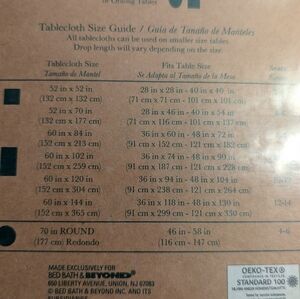 or Dining Tables
Tablecloth Size Guide / Guía de Tamaño de Manteles
All tablecloths can be used on smaller size tables.
Drop length will vary depending on the size.
Tablecloth Size Fits Table Size Seats
Tamaño de Mantel Se Adapta al Tamaño de la Mesa
52 in x 52 in 28 in x 28 in - 40 in x 40 in
(132 cm x 132 cm) (71 cm x 71 cm - 101 cm x 101 cm)
52 in x 70 in 28 in x 46 in - 40 in x 54 in
(132 cm x 177 cm) (71 cm x 116 cm - 101 cm x 137 cm)
60 in x 84 in 36 in x 60 in - 48 in x 72 in
(152 cm x 213 cm) (91 cm x 152 cm - 121 cm x 182 cm)
60 in x 102 in 36 in x 74 in - 48 in x 90 in
(152 cm x 259 cm) (91 cm x 187 cm - 121 cm x 228 cm)
60 in x 120 in 36 in x 94 in - 48 in x 108 in
(152 cm x 304 cm) (91 cm x 238 cm - 121 cm x 274 cm)
60 in x 144 in 36 in x 118 in - 48 in x 130 in 12-14
(152 cm x 365 cm) (91 cm x 299 cm - 121 cm x 330 cm)
70 in ROUND 46 in - 58 in 4-6
(177 cm) Redondo (116 cm - 147 cm)
MADE EXCLUSIVELY FOR
BED BATH & BEYOND®
650 LIBERTY AVENUE, UNION, NJ 07083
© BED BATH & BEYOND INC. AND ITS
SUBSIDIARIES
OEKO-TEX®
STANDARD 100